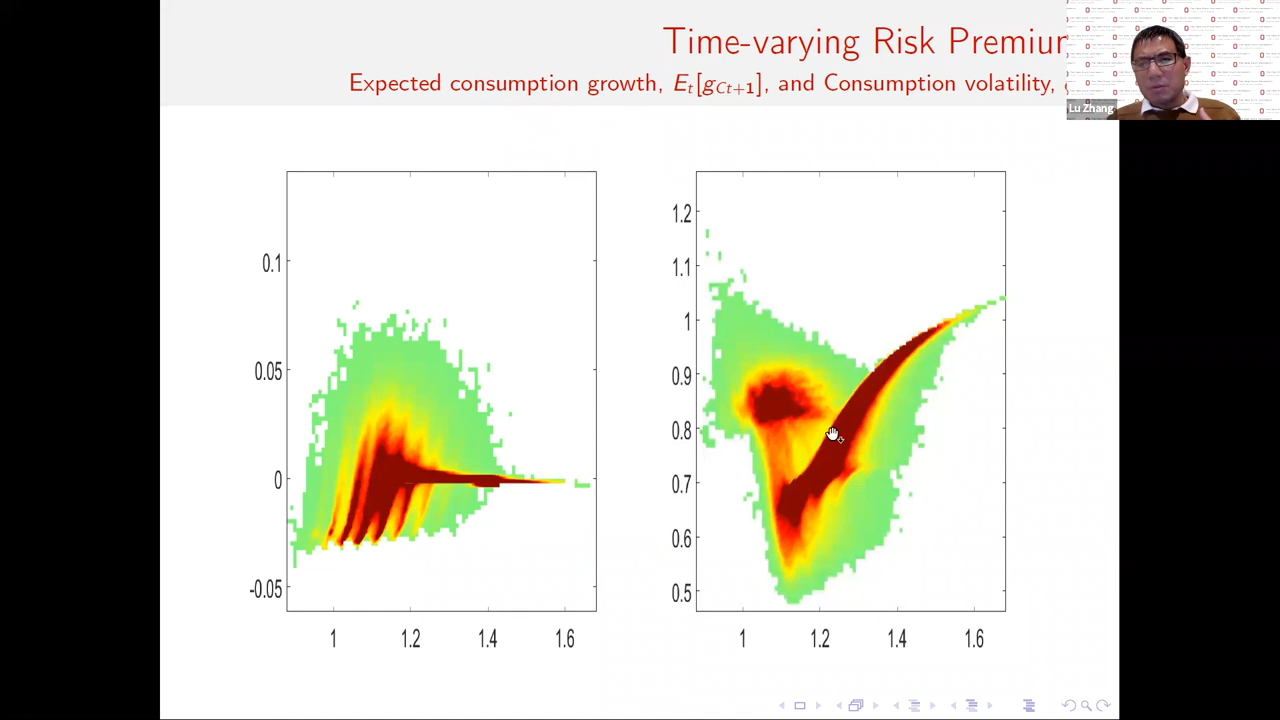 Time-varying Risk Premium
Expected consumption growth, E_t[g_{Ct+1}], and Consumption volatility,
Lu Zhang
0.1
0.05
0
-0.05
1 1.2 1.4 1.6
1.2
1.1
1
0.9
0.8
0.7
0.6
0.5
1 1.2 1.4 1.6